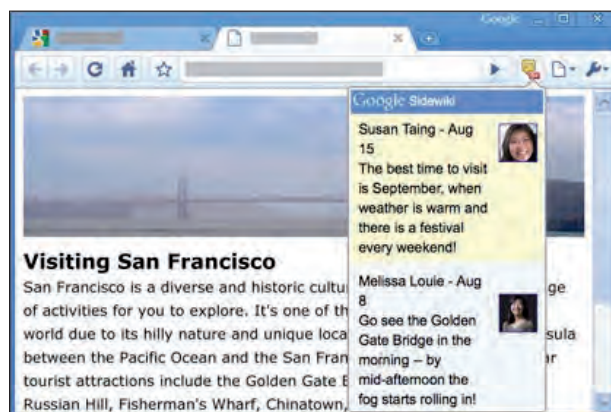 Google
Google Sidewiki
Susan Taing - Aug
15
The best time to visit
is September, when
weather is warm and
there is a festival
every weekend!
Melissa Louie - Aug
8
Go see the Golden
Gate Bridge in the
morning – by
mid-afternoon the
fog starts rolling in!
Visiting San Francisco
San Francisco is a diverse and historic cultu ge
of activities for you to explore. It's one of th
world due to its hilly nature and unique loca sula
between the Pacific Ocean and the San Fran
tourist attractions include the Golden Gate
Russian Hill, Fisherman's Wharf, Chinatown,